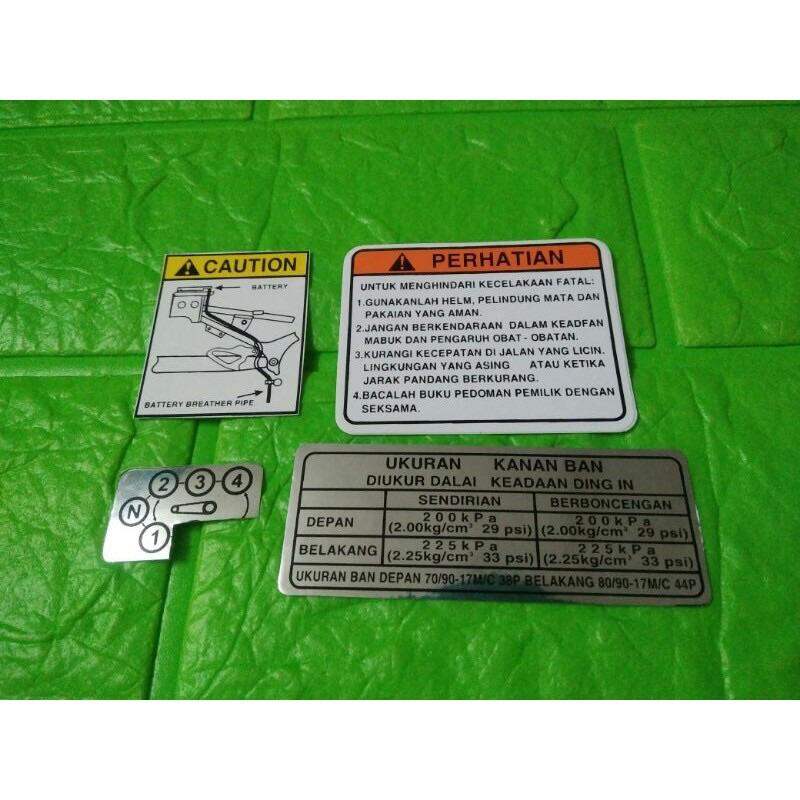 CAUTION
BATTERY
BATTERY BREATHER PIPE
PERHATIAN
UNTUK MENGHINDARI KECELAKAAN FATAL:
1.GUNAKANLAH HELM, PELINDUNG MATA DAN
PAKAIAN YANG AMAN.
2.JANGAN BERKENDARAAN DALAM KEADFAN
MABUK DAN PENGARUH OBAT - OBATAN.
3.KURANGI KECEPATAN DI JALAN YANG LICIN.
LINGKUNGAN YANG ASING ATAU KETIKA
JARAK PANDANG BERKURANG.
4.BACALAH BUKU PEDOMAN PEMILIK DENGAN
SEKSAMA.
2 3 4
N
1
UKURAN KANAN BAN
DIUKUR DALAI KEADAAN DING IN
SENDIRIAN BERBONCENGAN
DEPAN 200kPa (2.00kg/cm³ 29 psi) 200kPa (2.00kg/cm³ 29 psi)
BELAKANG 225kPa (2.25kg/cm³ 33 psi) 225kPa (2.25kg/cm³ 33 psi)
UKURAN BAN DEPAN 70/90-17M/C 38P BELAKANG 80/90-17M/C 44P